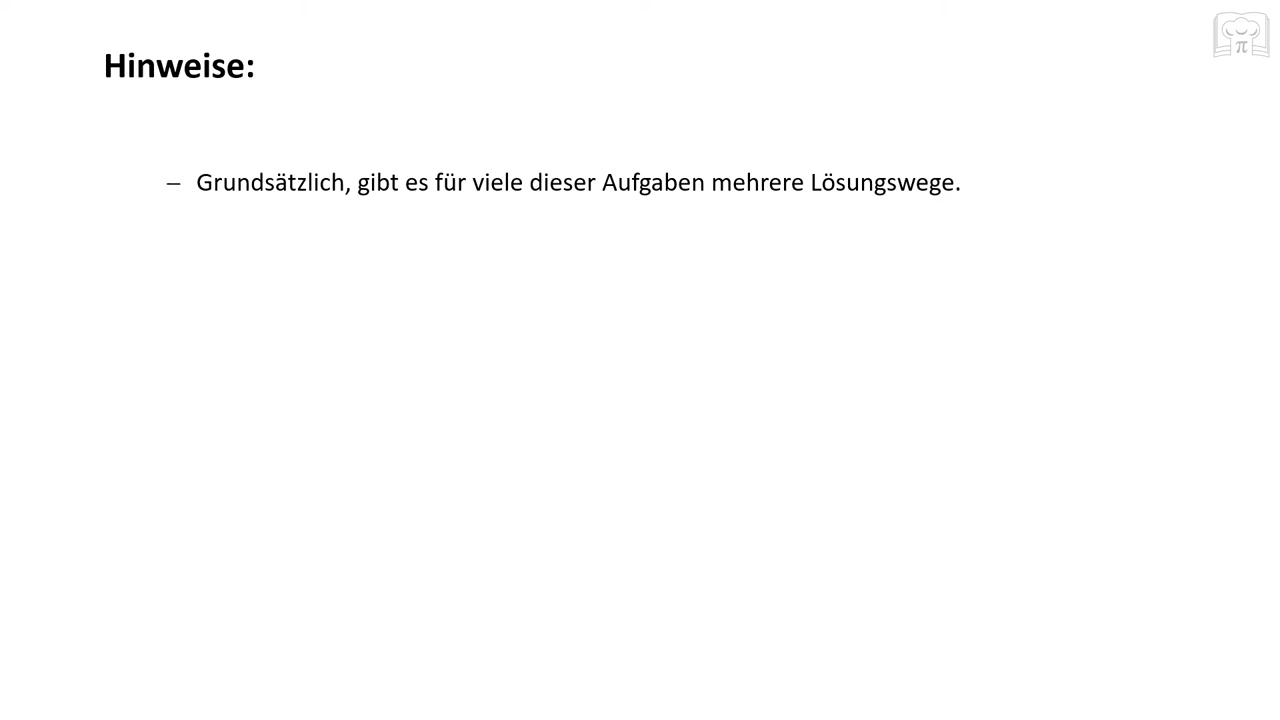 Hinweise:
– Grundsätzlich, gibt es für viele dieser Aufgaben mehrere Lösungswege.
π